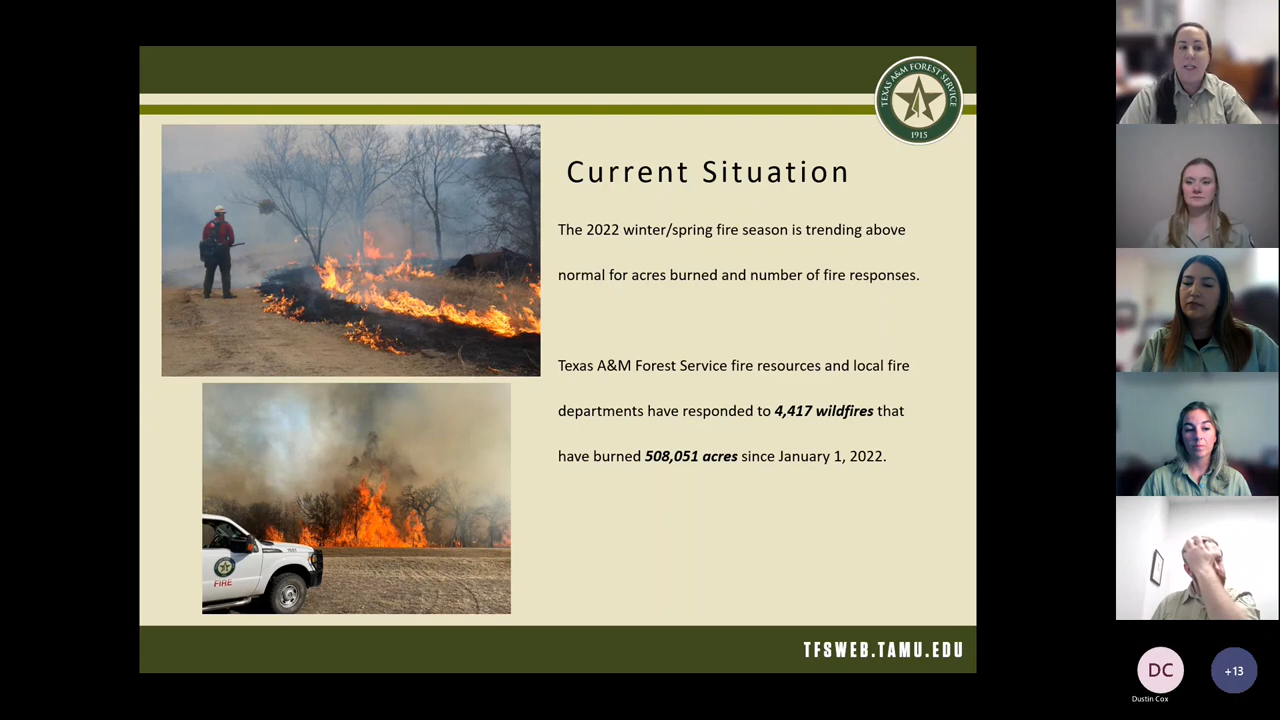 TEXAS A&M FOREST SERVICE
1915
Current Situation
The 2022 winter/spring fire season is trending above
normal for acres burned and number of fire responses.
Texas A&M Forest Service fire resources and local fire
departments have responded to 4,417 wildfires that
have burned 508,051 acres since January 1, 2022.
FIRE
TFSWEB.TAMU.EDU
DC
+13
Dustin Cox